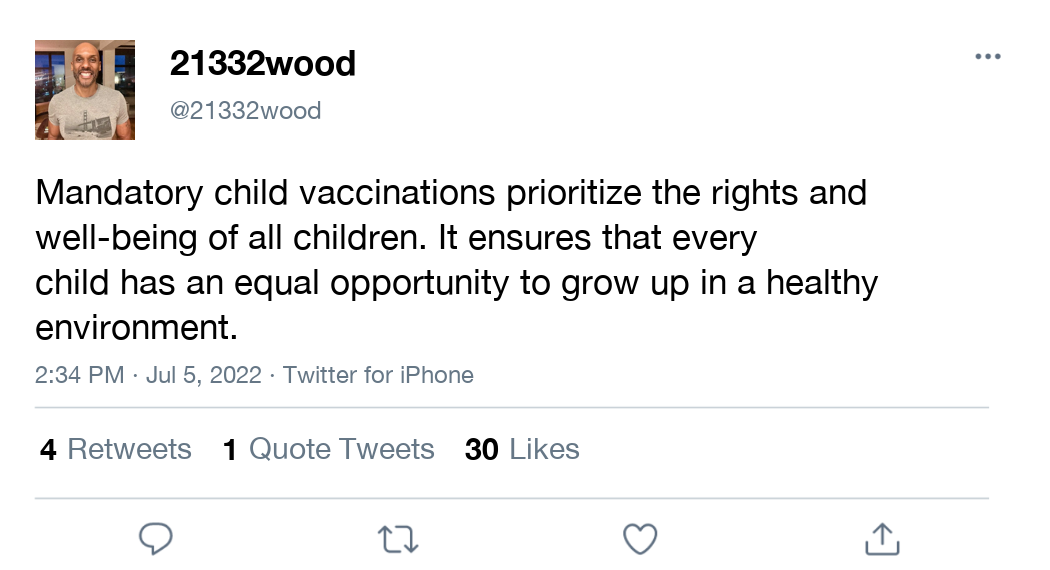 21332wood
@21332wood
Mandatory child vaccinations prioritize the rights and
well-being of all children. It ensures that every
child has an equal opportunity to grow up in a healthy
environment.
2:34 PM · Jul 5, 2022 · Twitter for iPhone
4 Retweets 1 Quote Tweets 30 Likes